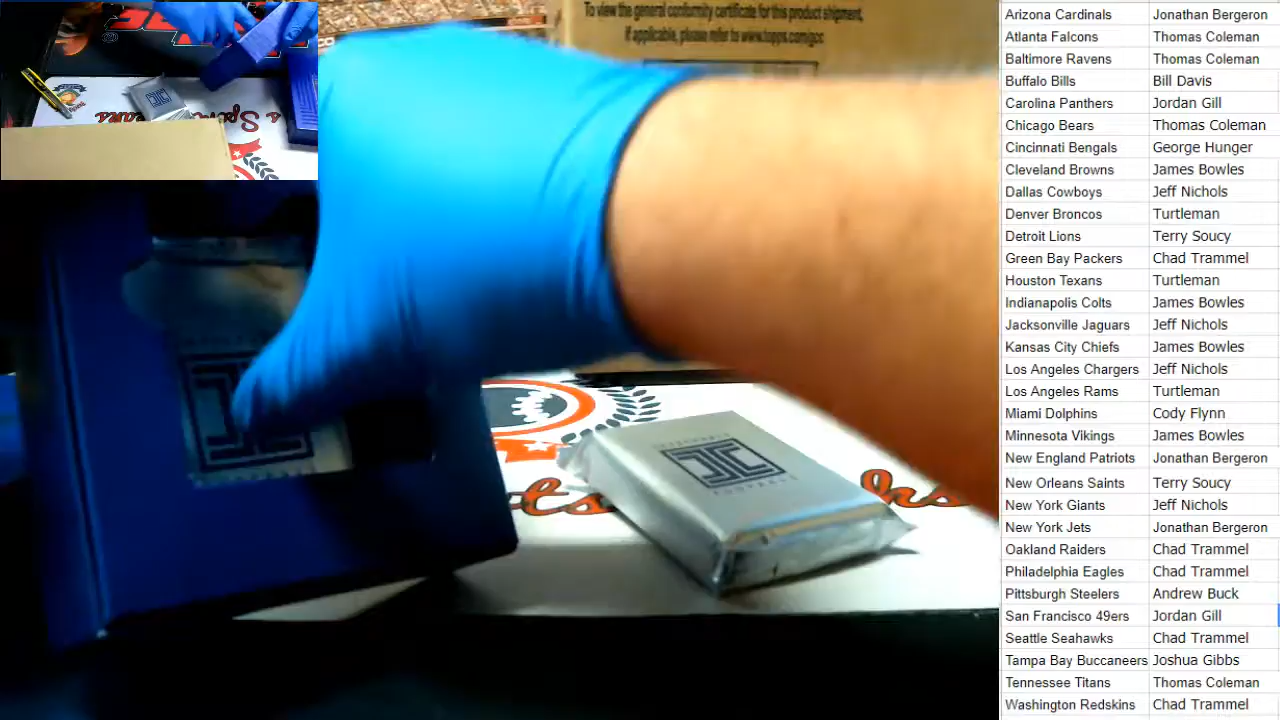 To view the general conformity certificate for this product shipment,
if applicable, please refer to www.topps.com/gcc
Arizona Cardinals Jonathan Bergeron
Atlanta Falcons Thomas Coleman
Baltimore Ravens Thomas Coleman
Buffalo Bills Bill Davis
Carolina Panthers Jordan Gill
Chicago Bears Thomas Coleman
Cincinnati Bengals George Hunger
Cleveland Browns James Bowles
Dallas Cowboys Jeff Nichols
Denver Broncos Turtleman
Detroit Lions Terry Soucy
Green Bay Packers Chad Trammel
Houston Texans Turtleman
Indianapolis Colts James Bowles
Jacksonville Jaguars Jeff Nichols
Kansas City Chiefs James Bowles
Los Angeles Chargers Jeff Nichols
Los Angeles Rams Turtleman
Miami Dolphins Cody Flynn
Minnesota Vikings James Bowles
New England Patriots Jonathan Bergeron
New Orleans Saints Terry Soucy
New York Giants Jeff Nichols
New York Jets Jonathan Bergeron
Oakland Raiders Chad Trammel
Philadelphia Eagles Chad Trammel
Pittsburgh Steelers Andrew Buck
San Francisco 49ers Jordan Gill
Seattle Seahawks Chad Trammel
Tampa Bay Buccaneers Joshua Gibbs
Tennessee Titans Thomas Coleman
Washington Redskins Chad Trammel